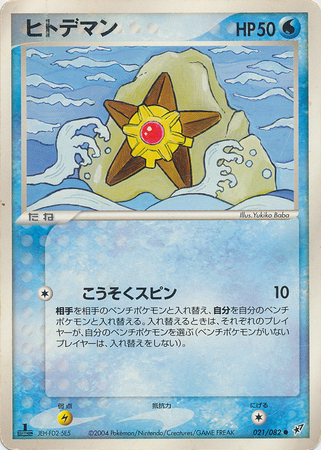 ヒトデマン HP50
Illus.Yukiko Baba
たね
こうそくスピン 10
相手を相手のベンチポケモンと入れ替え、自分を自分のベンチ
ポケモンと入れ替える。入れ替えるときは、それぞれのプレイ
ヤーが、自分のベンチポケモンを選ぶ(ベンチポケモンがいない
プレイヤーは、入れ替えをしない)。
弱点 抵抗力 にげる
1 JEH-FD2-5E5 ©2004 Pokémon/Nintendo/Creatures/GAME FREAK 021/082